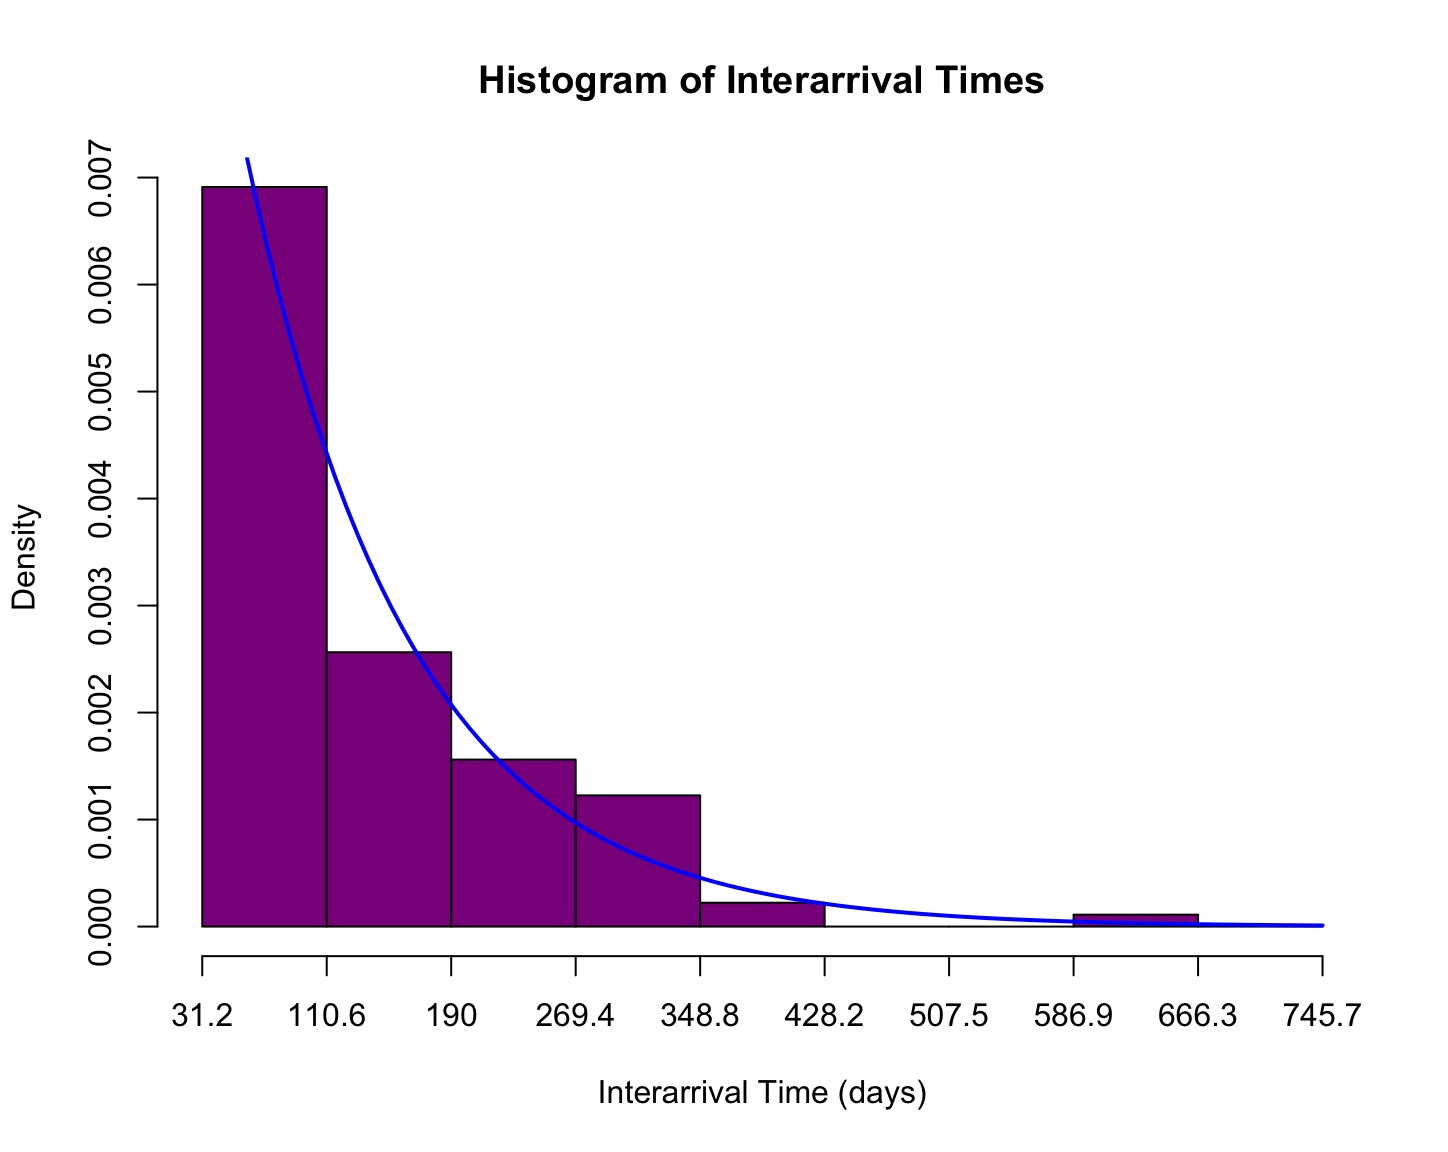 Histogram of Interarrival Times
Density
0.007
0.006
0.005
0.004
0.003
0.002
0.001
0.000
31.2 110.6 190 269.4 348.8 428.2 507.5 586.9 666.3 745.7
Interarrival Time (days)